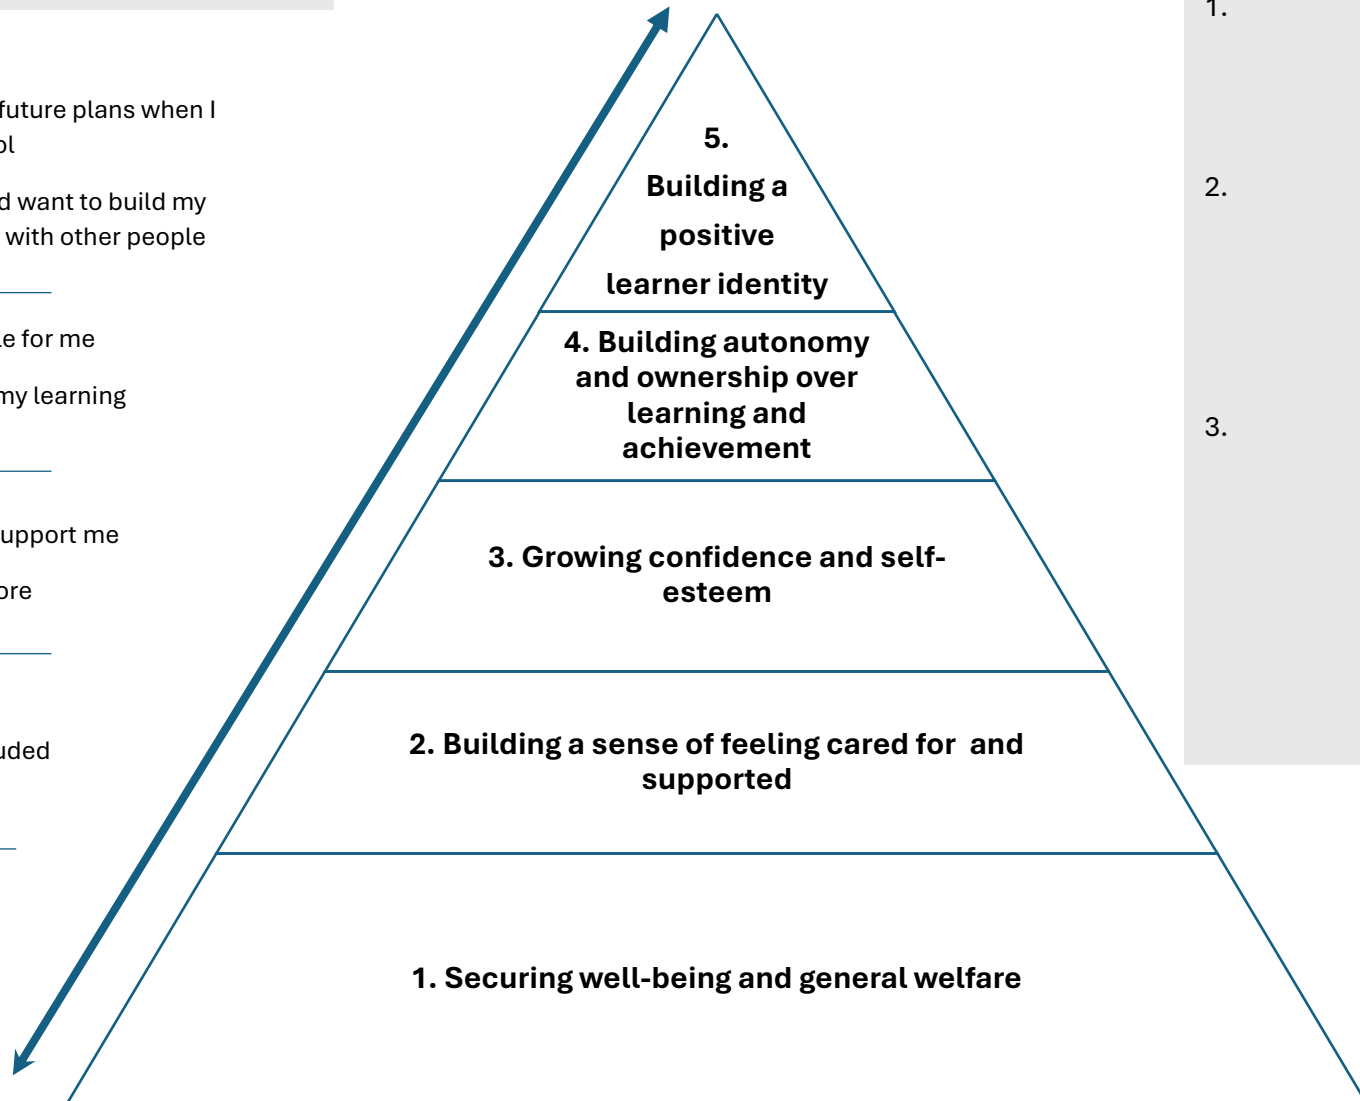 future plans when I
ol
d want to build my
with other people
le for me
my learning
upport me
ore
uded
5.
Building a
positive
learner identity
4. Building autonomy
and ownership over
learning and
achievement
3. Growing confidence and self-
esteem
2. Building a sense of feeling cared for  and
supported
1. Securing well-being and general welfare
1.
2.
3.